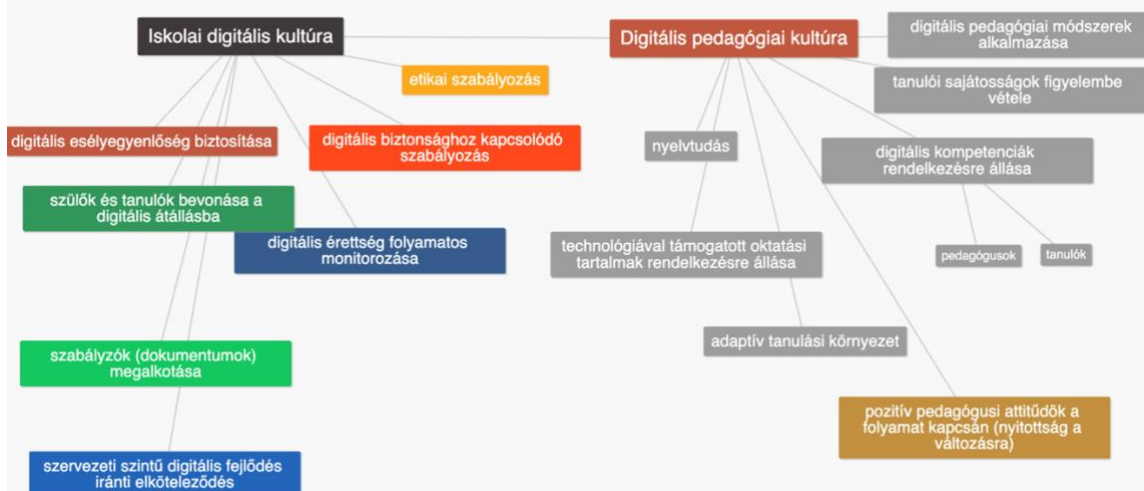 Iskolai digitális kultúra
etikai szabályozás
digitális esélyegyenlőség biztosítása
digitális biztonsághoz kapcsolódó
szabályozás
szülők és tanulók bevonása a
digitális átállásba
digitális érettség folyamatos
monitorozása
szabályzók (dokumentumok)
megalkotása
szervezeti szintű digitális fejlődés
iránti elköteleződés
Digitális pedagógiai kultúra
digitális pedagógiai módszerek
alkalmazása
tanulói sajátosságok figyelembe
vétele
nyelvtudás
digitális kompetenciák
rendelkezésre állása
pedagógusok
tanulók
technológiával támogatott oktatási
tartalmak rendelkezésre állása
adaptív tanulási környezet
pozitív pedagógusi attitűdök a
folyamat kapcsán (nyitottság a
változásra)